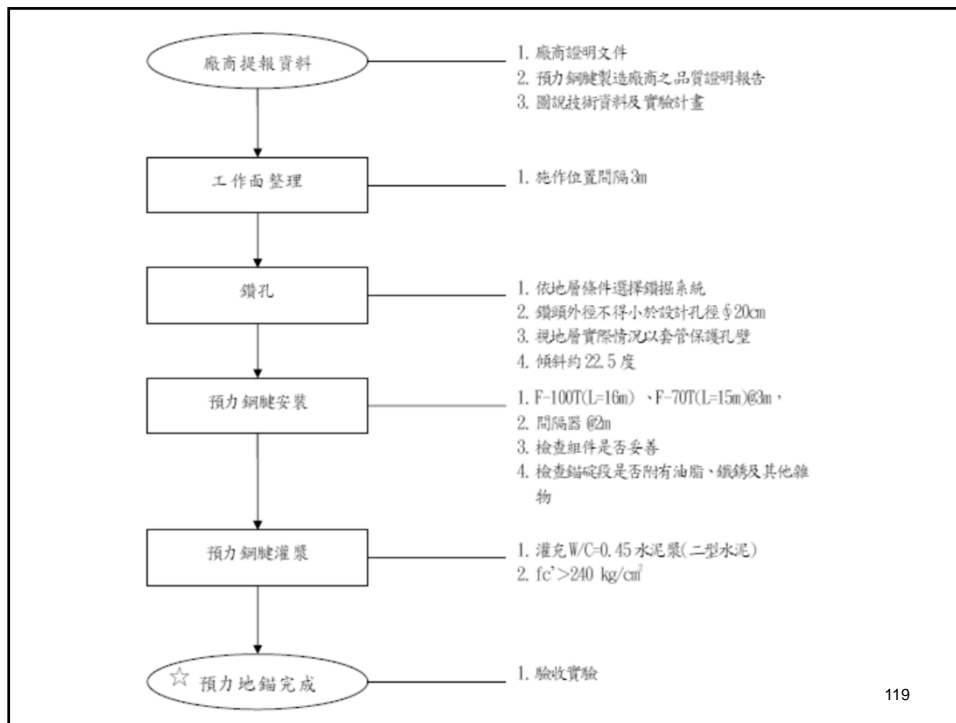 廠商提報資料
1. 廠商證明文件
2. 預力鋼腱製造廠商之品質證明報告
3. 圖說技術資料及實驗計畫
工作面整理
1. 施作位置間隔3m
鑽孔
1. 依地層條件選擇鑽掘系統
2. 鑽頭外徑不得小於設計孔徑∮20cm
3. 視地層實際情況以套管保護孔壁
4. 傾斜約22.5度
預力鋼腱安裝
1. F-100T(L=16m)、F-70T(L=15m)@3m,
2. 間隔器@2m
3. 檢查組件是否妥善
4. 檢查錨碇段是否附有油脂、鐵銹及其他雜
物
預力鋼腱灌漿
1. 灌充W/C=0.45水泥漿(二型水泥)
2. fc'>240 kg/cm²
☆預力地錨完成
1. 驗收實驗
119